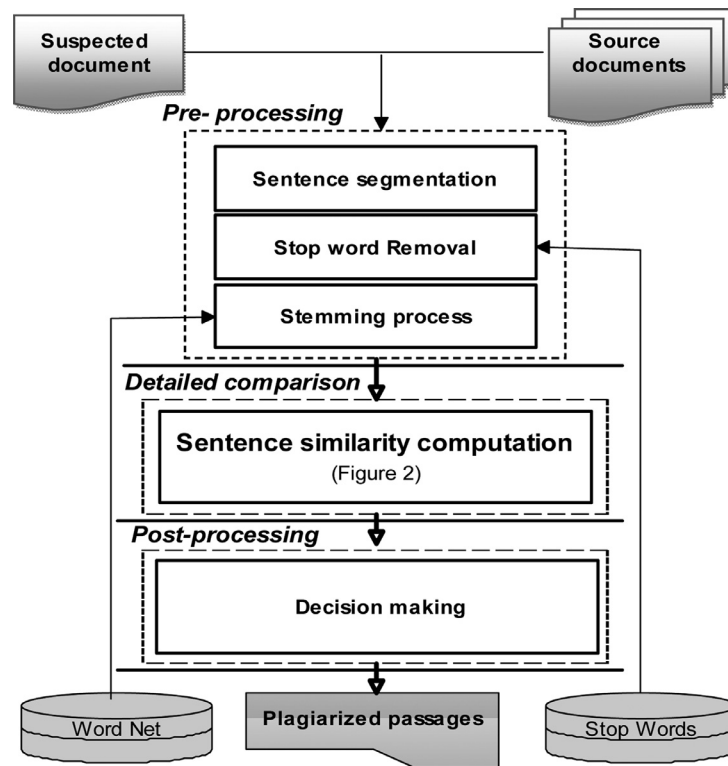 Suspected
document
Source
documents
Pre- processing
Sentence segmentation
Stop word Removal
Stemming process
Detailed comparison
Sentence similarity computation
(Figure 2)
Post-processing
Decision making
Word Net
Plagiarized passages
Stop Words